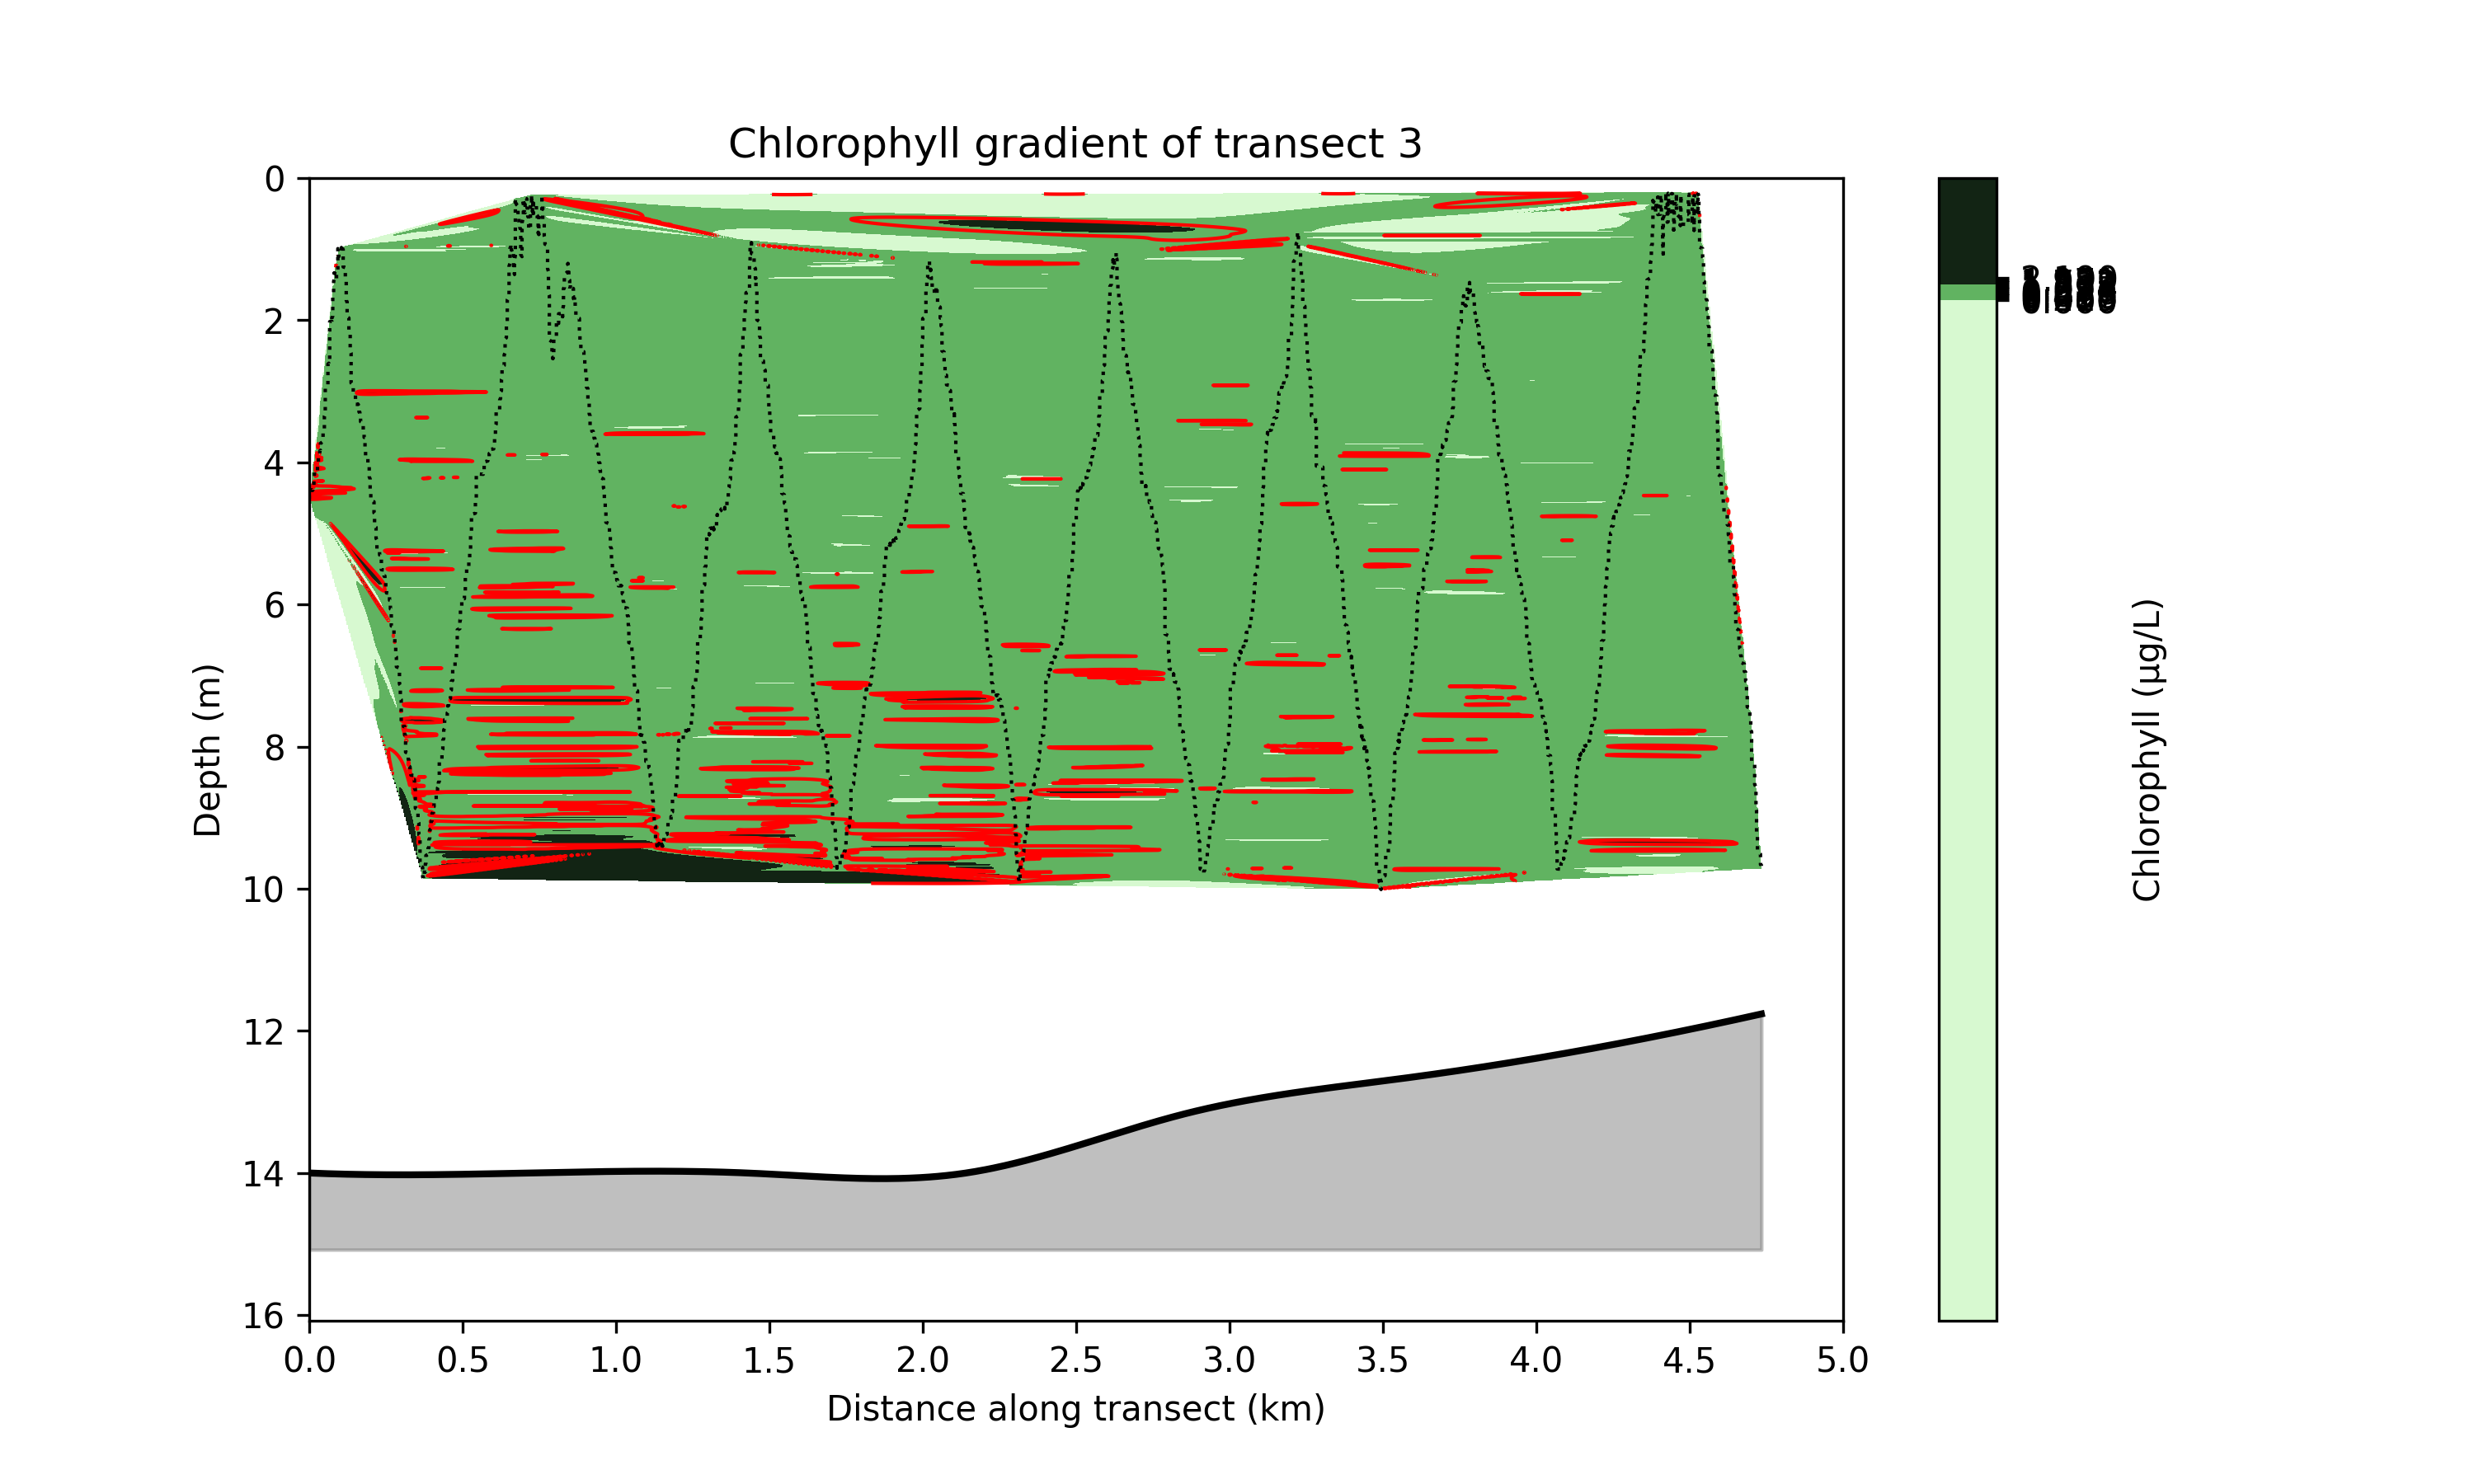 Chlorophyll gradient of transect 3
0
2
4
6
8
10
12
14
16
Depth (m)
0.0 0.5 1.0 1.5 2.0 2.5 3.0 3.5 4.0 4.5 5.0
Distance along transect (km)
Chlorophyll (µg/L)